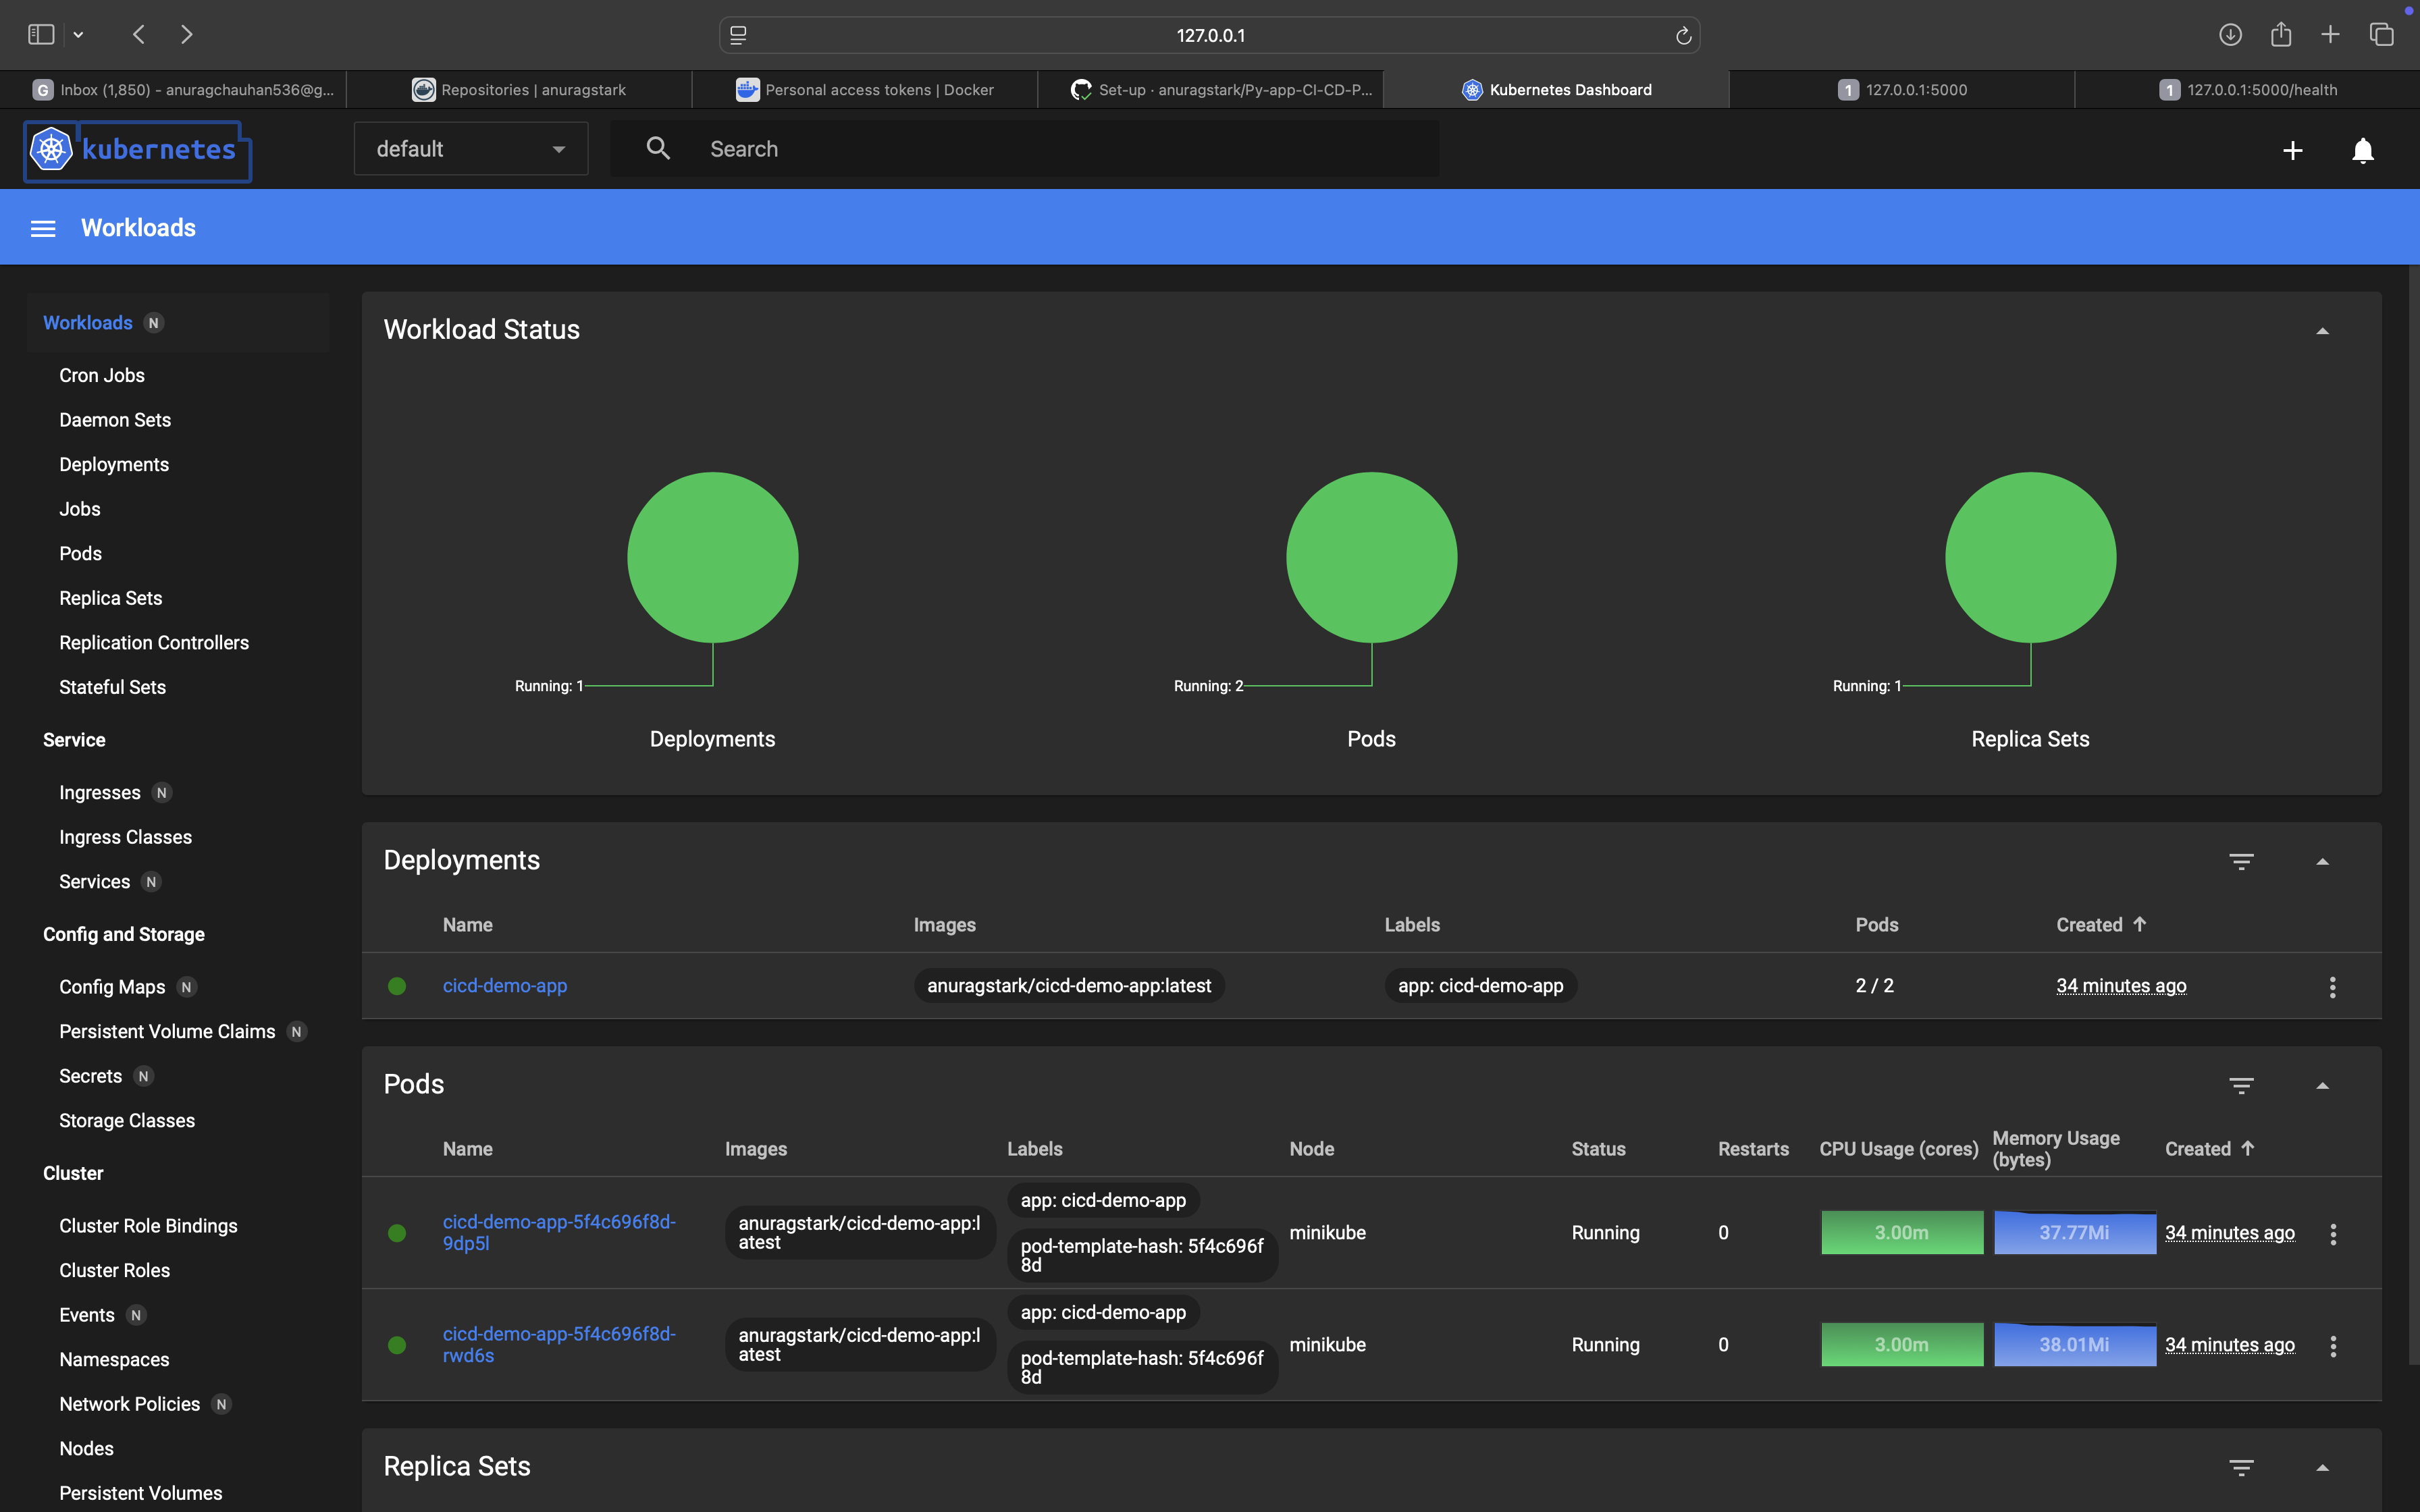 127.0.0.1
G Inbox (1,850) - anuragchauhan536@g...
Repositories | anuragstark
Personal access tokens | Docker
Set-up · anuragstark/Py-app-CI-CD-P...
Kubernetes Dashboard
1 127.0.0.1:5000
1 127.0.0.1:5000/health
kubernetes
default
Search
Workloads
Workloads N
Cron Jobs
Daemon Sets
Deployments
Jobs
Pods
Replica Sets
Replication Controllers
Stateful Sets
Service
Ingresses N
Ingress Classes
Services N
Config and Storage
Config Maps N
Persistent Volume Claims N
Secrets N
Storage Classes
Cluster
Cluster Role Bindings
Cluster Roles
Events N
Namespaces
Network Policies N
Nodes
Persistent Volumes
Workload Status
Running: 1
Deployments
Running: 2
Pods
Running: 1
Replica Sets
Deployments
Name Images Labels Pods Created
cicd-demo-app anuragstark/cicd-demo-app:latest app: cicd-demo-app 2 / 2 34 minutes ago
Pods
Name Images Labels Node Status Restarts CPU Usage (cores) Memory Usage
(bytes) Created
cicd-demo-app-5f4c696f8d-
9dp5l
anuragstark/cicd-demo-app:l
atest
app: cicd-demo-app
pod-template-hash: 5f4c696f
8d
minikube Running 0 3.00m 37.77Mi 34 minutes ago
cicd-demo-app-5f4c696f8d-
rwd6s
anuragstark/cicd-demo-app:l
atest
app: cicd-demo-app
pod-template-hash: 5f4c696f
8d
minikube Running 0 3.00m 38.01Mi 34 minutes ago
Replica Sets